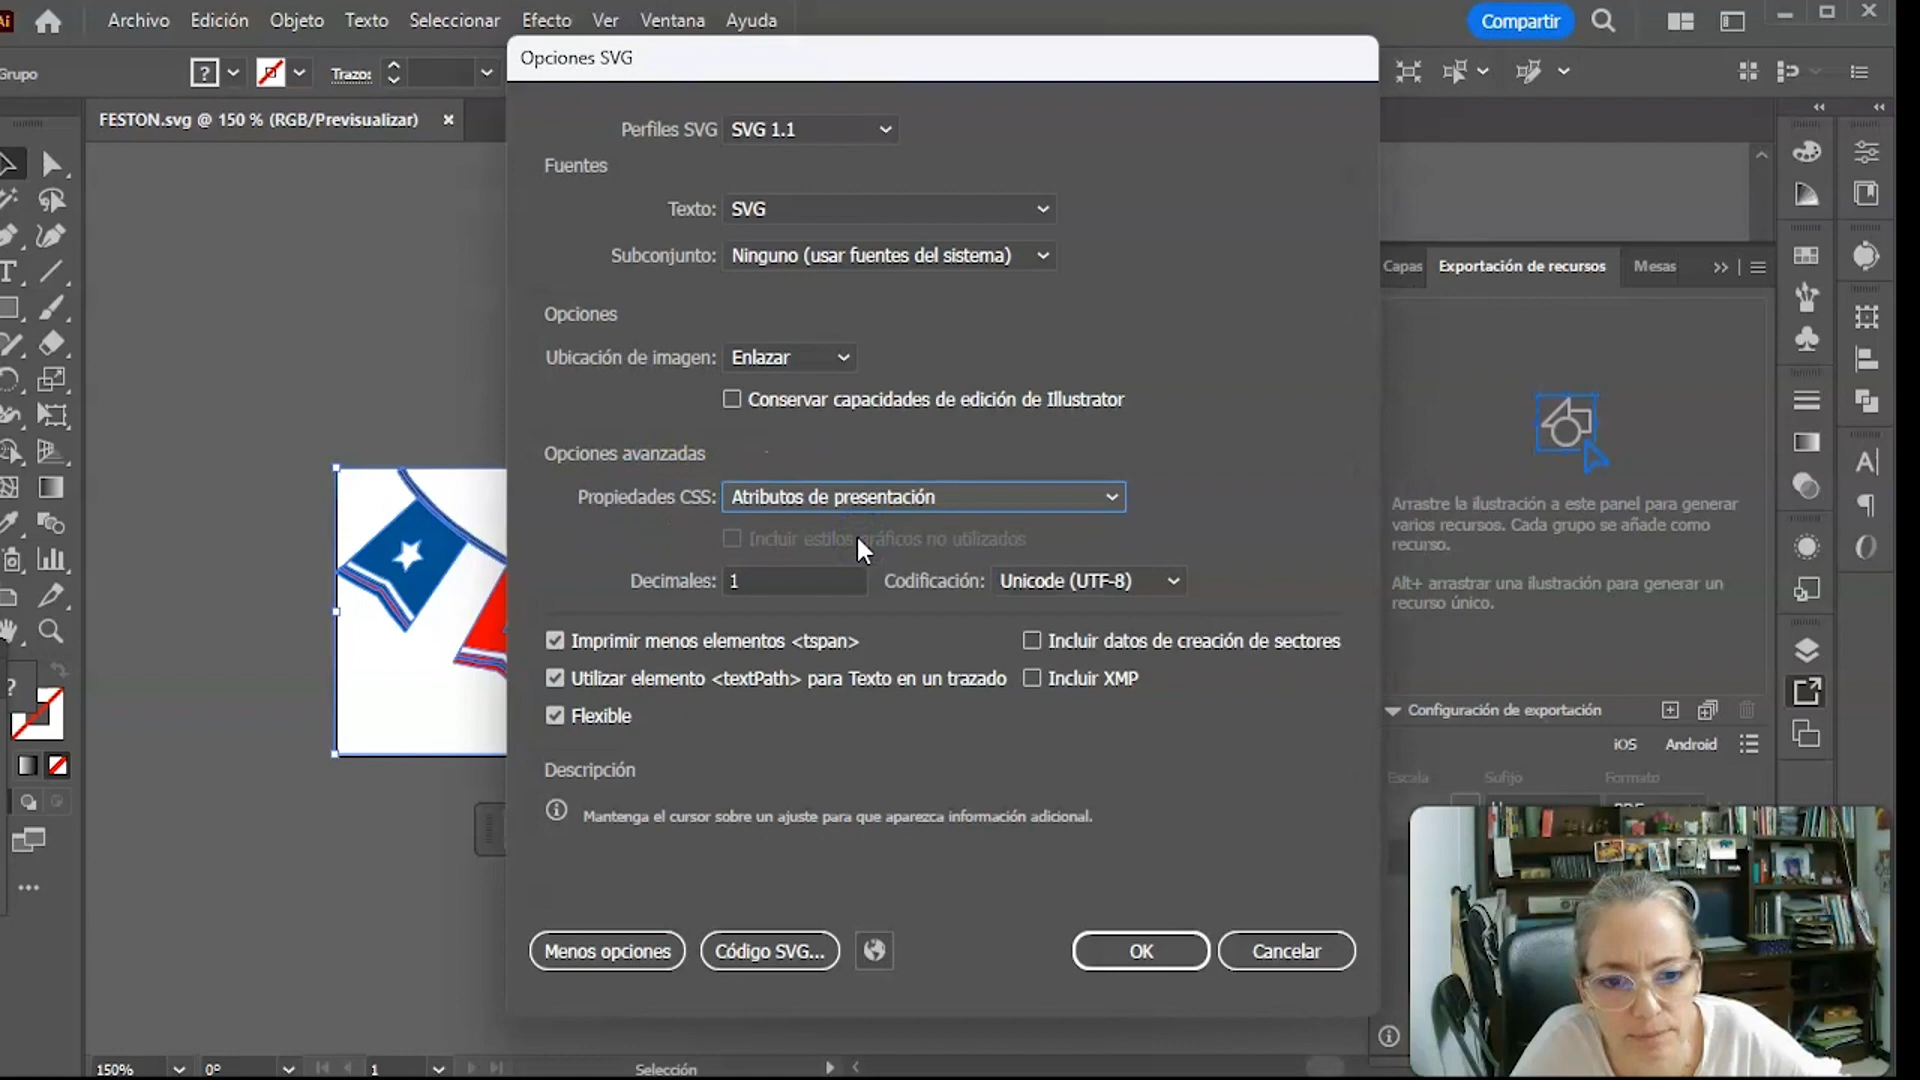 Ai
Archivo Edición Objeto Texto Seleccionar Efecto Ver Ventana Ayuda
Compartir
Grupo
Trazo:
Opciones SVG
FESTON.svg @ 150 % (RGB/Previsualizar)
Perfiles SVG SVG 1.1
Fuentes
Texto: SVG
Subconjunto: Ninguno (usar fuentes del sistema)
Opciones
Ubicación de imagen: Enlazar
Conservar capacidades de edición de Illustrator
Opciones avanzadas
Propiedades CSS: Atributos de presentación
Incluir estilos gráficos no utilizados
Decimales: 1 Codificación: Unicode (UTF-8)
Imprimir menos elementos <tspan> Incluir datos de creación de sectores
Utilizar elemento <textPath> para Texto en un trazado Incluir XMP
Flexible
Descripción
Mantenga el cursor sobre un ajuste para que aparezca información adicional.
Menos opciones Código SVG... OK Cancelar
Capas Exportación de recursos Mesas
Arrastre la ilustración a este panel para generar
varios recursos. Cada grupo se añade como
recurso.
Alt+ arrastrar una ilustración para generar un
recurso único.
Configuración de exportación
iOS Android
Escala Sufijo Formato
150% 0° 1 Selección